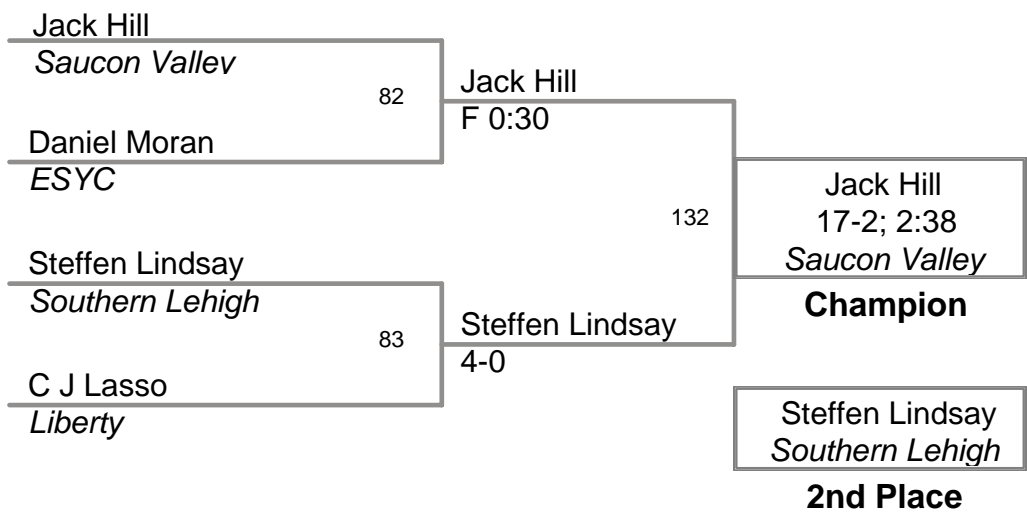 Jack Hill
Saucon Valley
82
Daniel Moran
ESYC
Jack Hill
F 0:30
Steffen Lindsay
Southern Lehigh
83
C J Lasso
Liberty
Steffen Lindsay
4-0
132
Jack Hill
17-2; 2:38
Saucon Valley
Champion
Steffen Lindsay
Southern Lehigh
2nd Place